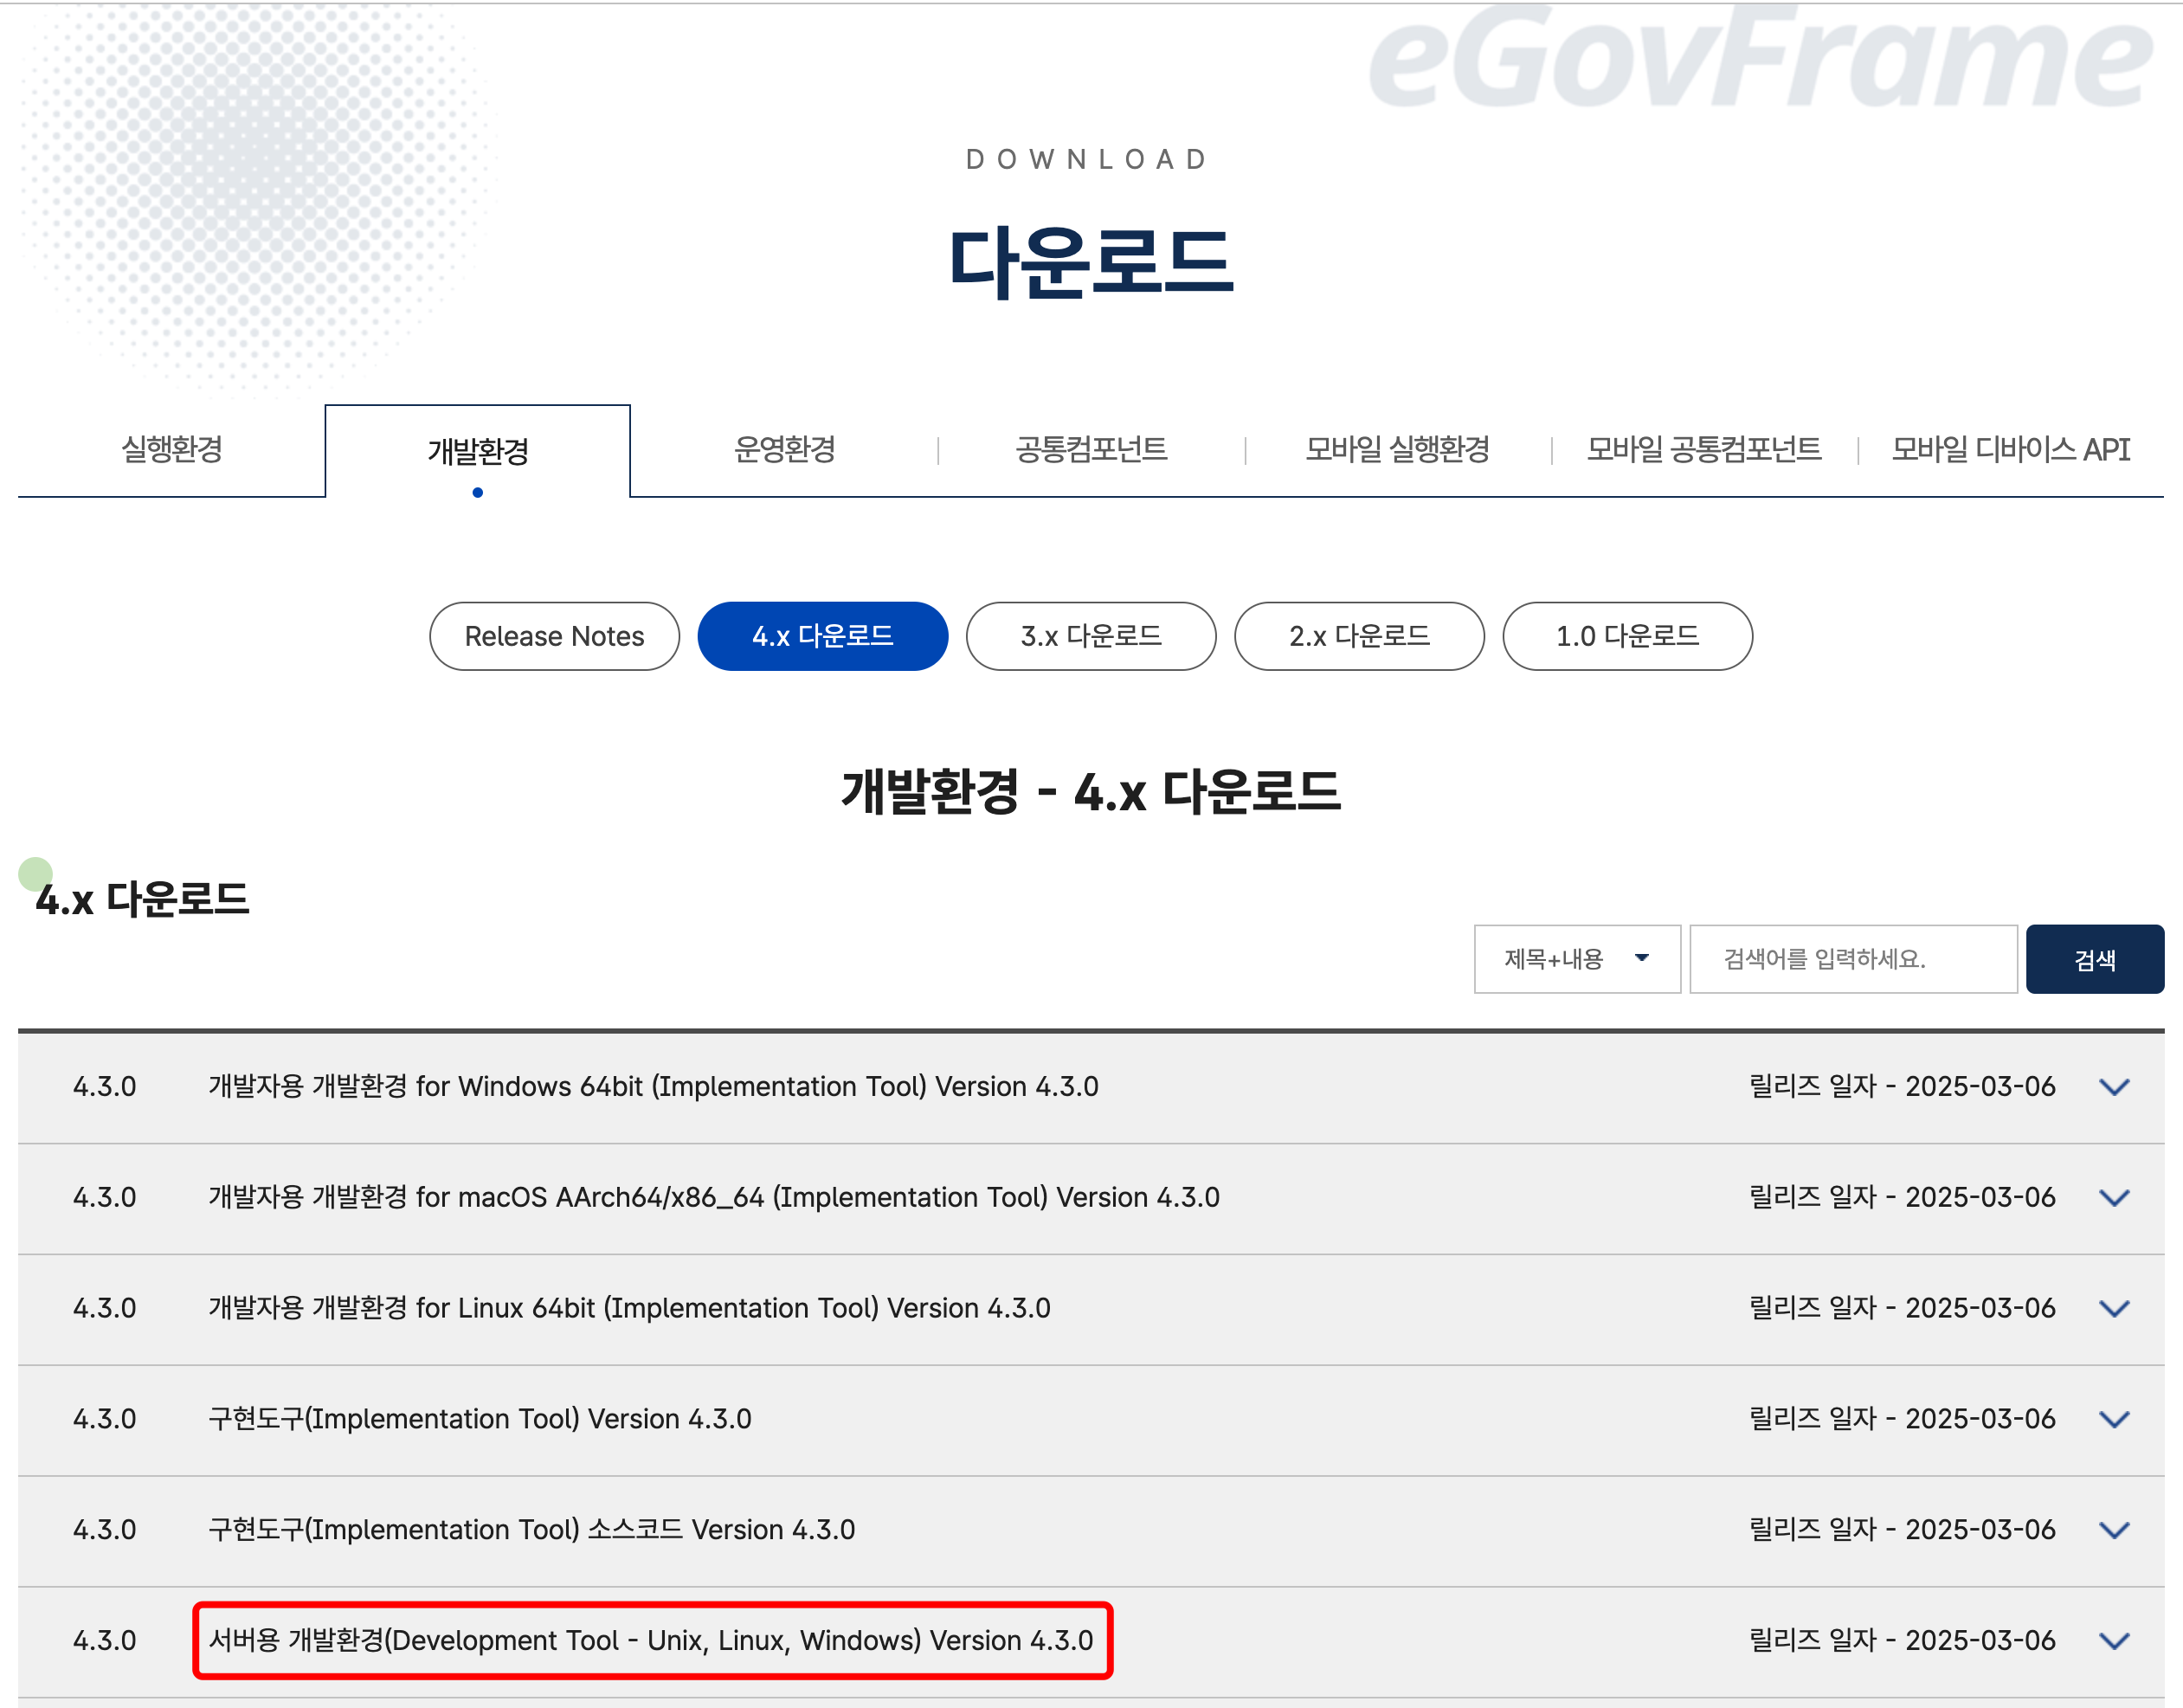 eGovFrame
DOWNLOAD
다운로드
실행환경 개발환경 운영환경 공통컴포넌트 모바일 실행환경 모바일 공통컴포넌트 모바일 디바이스 API
Release Notes 4.x 다운로드 3.x 다운로드 2.x 다운로드 1.0 다운로드
개발환경 - 4.x 다운로드
4.x 다운로드
제목+내용 검색어를 입력하세요. 검색
4.3.0 개발자용 개발환경 for Windows 64bit (Implementation Tool) Version 4.3.0 릴리즈 일자 - 2025-03-06
4.3.0 개발자용 개발환경 for macOS AArch64/x86_64 (Implementation Tool) Version 4.3.0 릴리즈 일자 - 2025-03-06
4.3.0 개발자용 개발환경 for Linux 64bit (Implementation Tool) Version 4.3.0 릴리즈 일자 - 2025-03-06
4.3.0 구현도구(Implementation Tool) Version 4.3.0 릴리즈 일자 - 2025-03-06
4.3.0 구현도구(Implementation Tool) 소스코드 Version 4.3.0 릴리즈 일자 - 2025-03-06
4.3.0 서버용 개발환경(Development Tool - Unix, Linux, Windows) Version 4.3.0 릴리즈 일자 - 2025-03-06